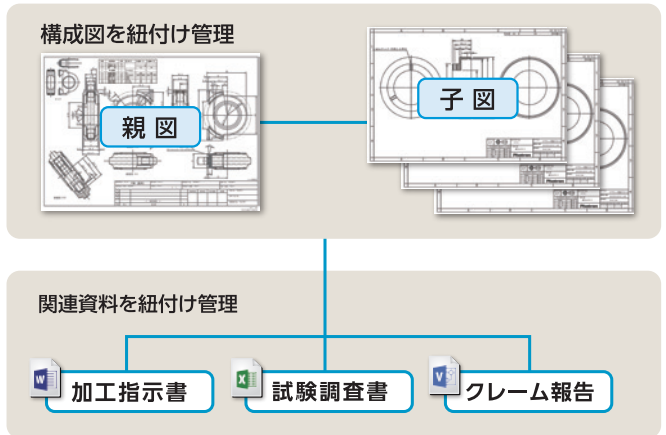 構成図を紐付け管理
親図
子図
関連資料を紐付け管理
加工指示書
試験調査書
クレーム報告